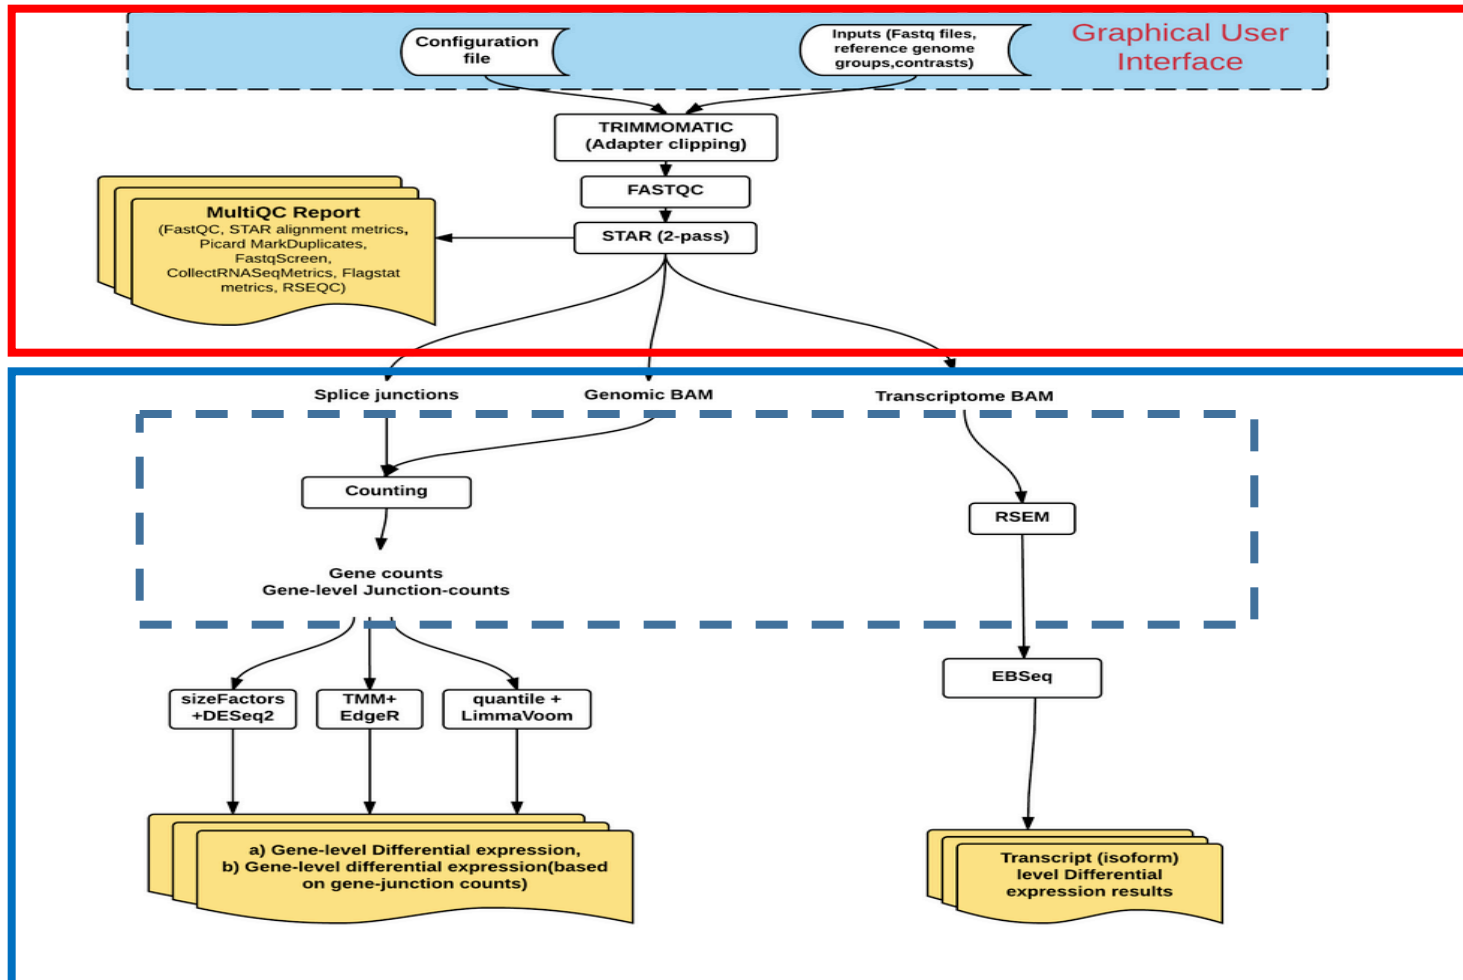 Configuration
file
Inputs (Fastq files,
reference genome
groups,contrasts)
Graphical User
Interface
TRIMMOMATIC
(Adapter clipping)
FASTQC
STAR (2-pass)
MultiQC Report
(FastQC, STAR alignment metrics,
Picard MarkDuplicates,
FastqScreen,
CollectRNASeqMetrics, Flagstat
metrics, RSEQC)
Splice junctions
Genomic BAM
Transcriptome BAM
Counting
RSEM
Gene counts
Gene-level Junction-counts
sizeFactors
+DESeq2
TMM+
EdgeR
quantile +
LimmaVoom
EBSeq
a) Gene-level Differential expression,
b) Gene-level differential expression(based
on gene-junction counts)
Transcript (isoform)
level Differential
expression results